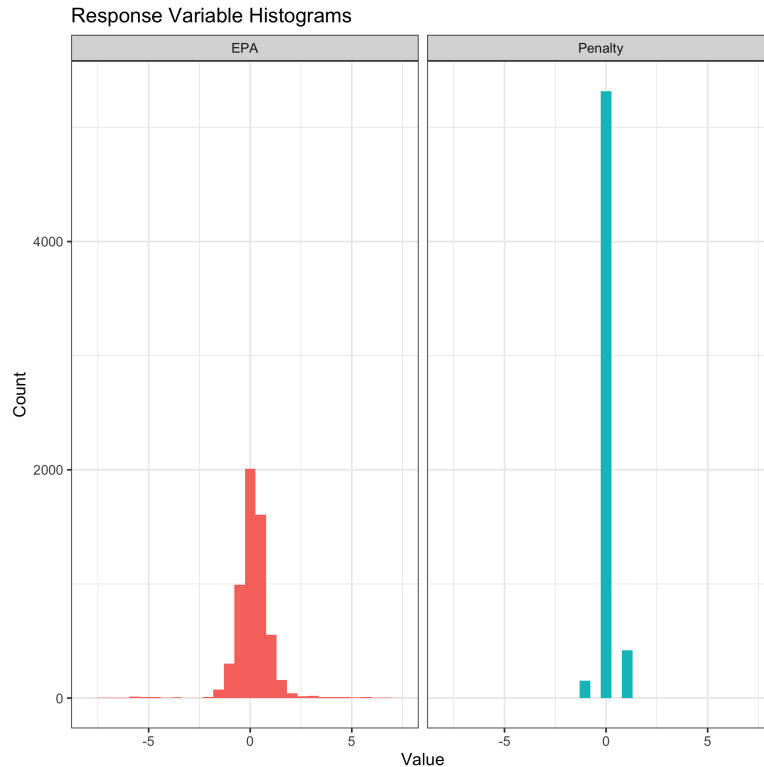 Response Variable Histograms
EPA
Penalty
4000
2000
0
-5 0 5
-5 0 5
Count
Value